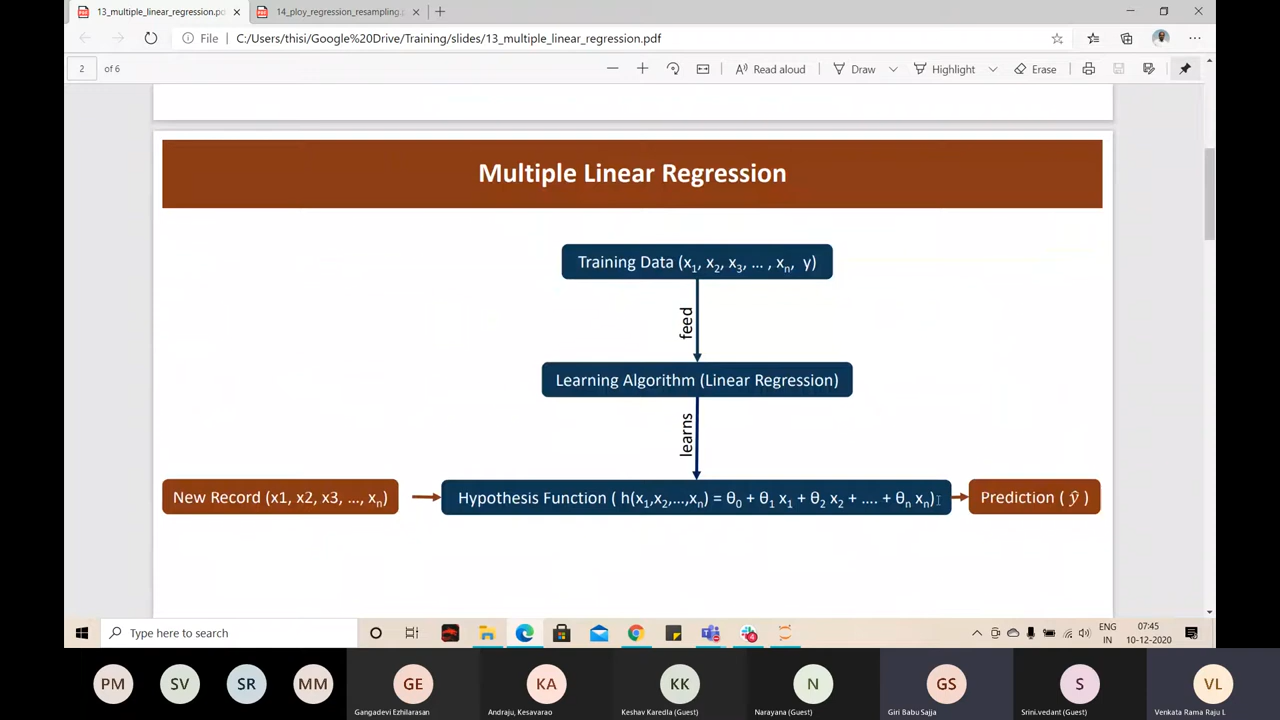 13_multiple_linear_regression.pd
14_ploy_regression_resampling.
File
C:/Users/thisi/Google%20Drive/Training/slides/13_multiple_linear_regression.pdf
2 of 6
Read aloud
Draw
Highlight
Erase
Multiple Linear Regression
Training Data (x1, x2, x3, ... , xn, y)
feed
Learning Algorithm (Linear Regression)
learns
New Record (x1, x2, x3, ..., xn)
Hypothesis Function ( h(x1,x2,...,xn) = θ0 + θ1 x1 + θ2 x2 + .... + θn xn)
Prediction ( ŷ )
Type here to search
ENG
IN
07:45
10-12-2020
PM
SV
SR
MM
GE
Gangadevi Ezhilarasan
KA
Andraju, Kesavarao
KK
Keshav Karedla (Guest)
N
Narayana (Guest)
GS
Giri Babu Sajja
S
Srini.vedant (Guest)
VL
Venkata Rama Raju L